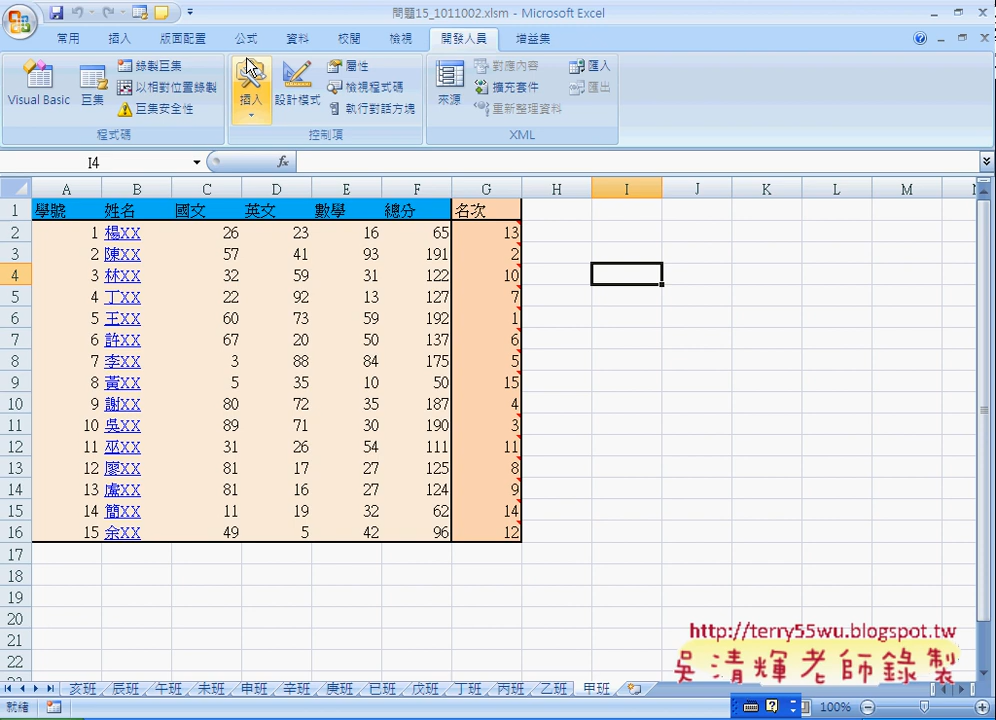 問題15_1011002.xlsm - Microsoft Excel
常用 插入 版面配置 公式 資料 校閱 檢視 開發人員 增益集
Visual Basic 巨集 錄製巨集 以相對位置錄製 巨集安全性 程式碼
插入 設計模式 屬性 檢視程式碼 執行對話方塊 控制項
來源 對應內容 擴充套件 重新整理資料 匯入 匯出 XML
I4 fx
A B C D E F G H I J K L M N
1 學號 姓名 國文 英文 數學 總分 名次
2 1 楊XX 26 23 16 65 13
3 2 陳XX 57 41 93 191 2
4 3 林XX 32 59 31 122 10
5 4 丁XX 22 92 13 127 7
6 5 王XX 60 73 59 192 1
7 6 許XX 67 20 50 137 6
8 7 李XX 3 88 84 175 5
9 8 黃XX 5 35 10 50 15
10 9 謝XX 80 72 35 187 4
11 10 吳XX 89 71 30 190 3
12 11 巫XX 31 26 54 111 11
13 12 廖XX 81 17 27 125 8
14 13 盧XX 81 16 27 124 9
15 14 簡XX 11 19 32 62 14
16 15 余XX 49 5 42 96 12
17
18
19
20
21
22
http://terry55wu.blogspot.tw
吳清輝老師錄製
亥班 辰班 午班 未班 申班 辛班 庚班 已班 戊班 丁班 丙班 乙班 甲班
就緒 100%